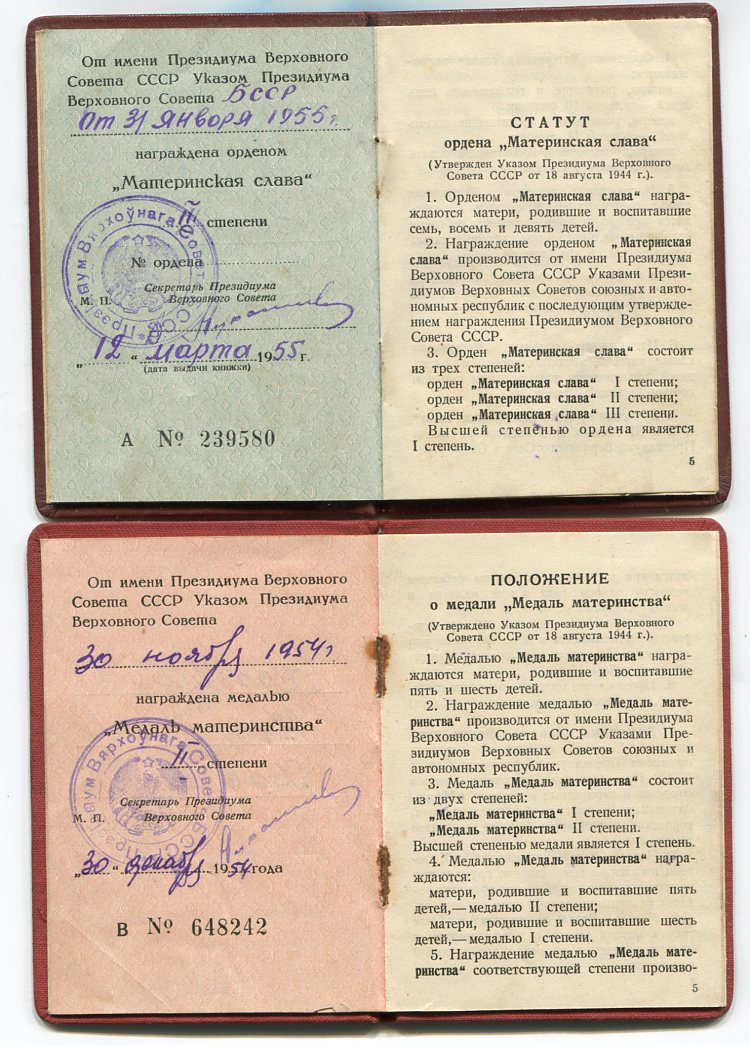 От имени Президиума Верховного
Совета СССР Указом Президиума
Верховного Совета БССР
От 31 Января 1955 г.
награждена орденом
„Материнская слава“
II степени
№ ордена
Секретарь Президиума
М. П. Верховного Совета
„12“ марта 1955 г.
(дата выдачи книжки)
А № 239580
Прэзідыум Вярхоўнага Совета БССР
СТАТУТ
ордена „Материнская слава“
(Утвержден Указом Президиума Верховного
Совета СССР от 18 августа 1944 г.).
1. Орденом „Материнская слава“ награ-
ждаются матери, родившие и воспитавшие
семь, восемь и девять детей.
2. Награждение орденом „Материнская
слава“ производится от имени Президиума
Верховного Совета СССР Указами Прези-
диумов Верховных Советов союзных и авто-
номных республик с последующим утвержде-
нием награждения Президиумом Верховного
Совета СССР.
3. Орден „Материнская слава“ состоит
из трех степеней:
орден „Материнская слава“ I степени;
орден „Материнская слава“ II степени;
орден „Материнская слава“ III степени.
Высшей степенью ордена является
I степень.
5
От имени Президиума Верховного
Совета СССР Указом Президиума
Верховного Совета
30 ноября 1954 г
награждена медалью
„Медаль материнства“
II степени
Секретарь Президиума
М. П. Верховного Совета
„30“ декабря 1954 года
В № 648242
Прэзідыум Вярхоўнага Совета БССР
ПОЛОЖЕНИЕ
о медали „Медаль материнства“
(Утверждено Указом Президиума Верховного
Совета СССР от 18 августа 1944 г.).
1. Медалью „Медаль материнства“ награ-
ждаются матери, родившие и воспитавшие
пять и шесть детей.
2. Награждение медалью „Медаль мате-
ринства“ производится от имени Президиума
Верховного Совета СССР Указами Пре-
зидиумов Верховных Советов союзных и
автономных республик.
3. Медаль „Медаль материнства“ состоит
из двух степеней:
„Медаль материнства“ I степени;
„Медаль материнства“ II степени.
Высшей степенью медали является I степень.
4. Медалью „Медаль материнства“ награ-
ждаются:
матери, родившие и воспитавшие пять
детей,— медалью II степени;
матери, родившие и воспитавшие шесть
детей,— медалью I степени.
5. Награждение медалью „Медаль мате-
ринства“ соответствующей степени произво-
5